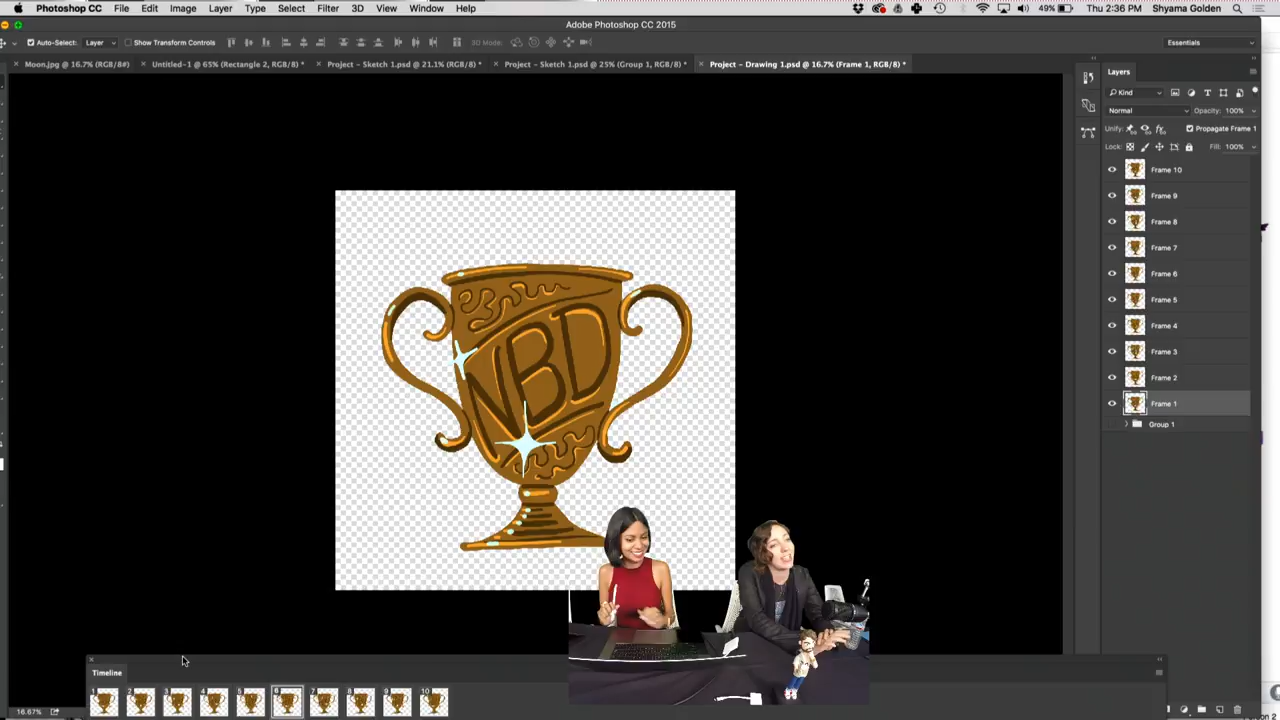 Photoshop CC File Edit Image Layer Type Select Filter 3D View Window Help 49% Thu 2:36 PM Shyama Golden
Adobe Photoshop CC 2015
Auto-Select: Layer Show Transform Controls 3D Mode: Essentials
Moon.jpg @ 16.7% (RGB/8#) Untitled-1 @ 65% (Rectangle 2, RGB/8) * Project - Sketch 1.psd @ 21.1% (RGB/8) * Project - Sketch 1.psd @ 25% (Group 1, RGB/8) * Project - Drawing 1.psd @ 16.7% (Frame 1, RGB/8) *
Layers
Kind
Normal Opacity: 100%
Unify: Propagate Frame 1
Lock: Fill: 100%
Frame 10
Frame 9
Frame 8
Frame 7
Frame 6
Frame 5
Frame 4
Frame 3
Frame 2
Frame 1
Group 1
NBD
Timeline
1 2 3 4 5 6 7 8 9 10
16.67%